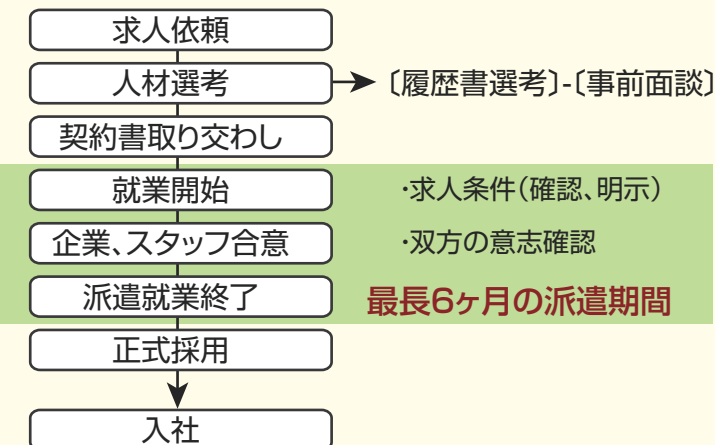 求人依頼
人材選考
〔履歴書選考〕-〔事前面談〕
契約書取り交わし
就業開始
・求人条件(確認、明示)
企業、スタッフ合意
・双方の意志確認
派遣就業終了
最長6ヶ月の派遣期間
正式採用
入社